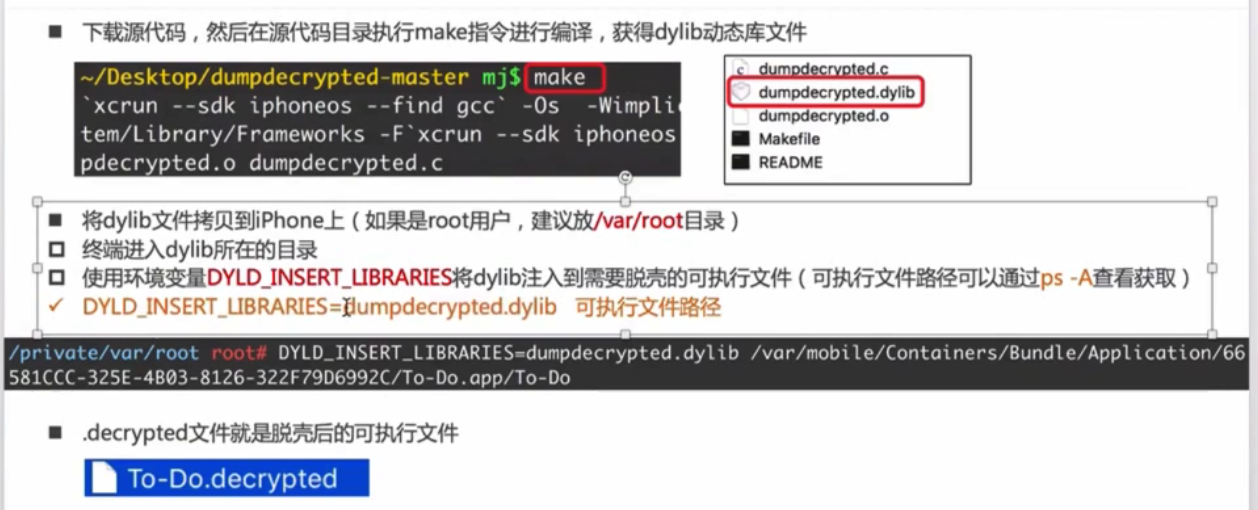 下载源代码，然后在源代码目录执行make指令进行编译，获得dylib动态库文件
~/Desktop/dumpdecrypted-master mj$ make
`xcrun --sdk iphoneos --find gcc` -Os -Wimplic
tem/Library/Frameworks -F`xcrun --sdk iphoneos
pdecrypted.o dumpdecrypted.c
dumpdecrypted.c
dumpdecrypted.dylib
dumpdecrypted.o
Makefile
README
将dylib文件拷贝到iPhone上（如果是root用户，建议放/var/root目录）
终端进入dylib所在的目录
使用环境变量DYLD_INSERT_LIBRARIES将dylib注入到需要脱壳的可执行文件（可执行文件路径可以通过ps -A查看获取）
DYLD_INSERT_LIBRARIES=dumpdecrypted.dylib 可执行文件路径
/private/var/root root# DYLD_INSERT_LIBRARIES=dumpdecrypted.dylib /var/mobile/Containers/Bundle/Application/66
581CCC-325E-4B03-8126-322F79D6992C/To-Do.app/To-Do
.decrypted文件就是脱壳后的可执行文件
To-Do.decrypted